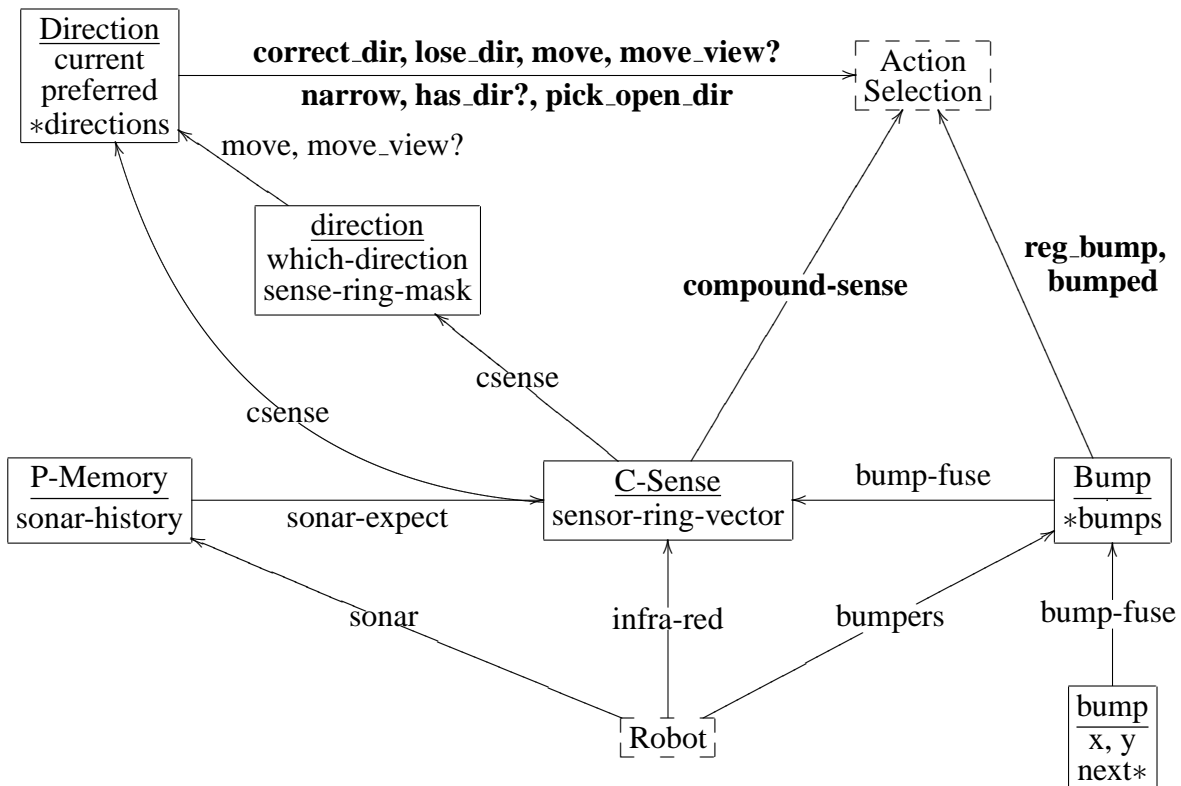 Direction
current
preferred
*directions
correct_dir, lose_dir, move, move_view?
narrow, has_dir?, pick_open_dir
Action
Selection
move, move_view?
direction
which-direction
sense-ring-mask
reg_bump,
bumped
compound-sense
csense
csense
P-Memory
sonar-history
sonar-expect
C-Sense
sensor-ring-vector
bump-fuse
Bump
*bumps
sonar
infra-red
bumpers
bump-fuse
Robot
bump
x, y
next*